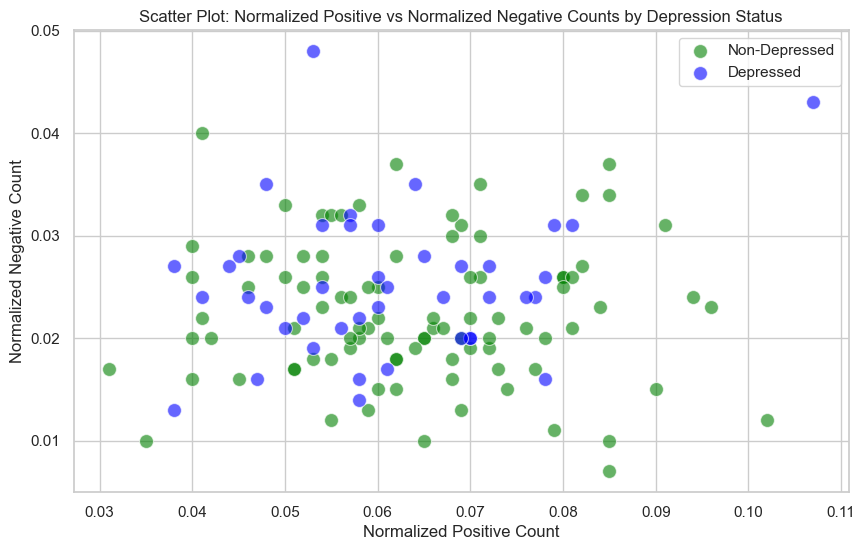 Scatter Plot: Normalized Positive vs Normalized Negative Counts by Depression Status
Non-Depressed
Depressed
Normalized Negative Count
0.05
0.04
0.03
0.02
0.01
0.03 0.04 0.05 0.06 0.07 0.08 0.09 0.10 0.11
Normalized Positive Count